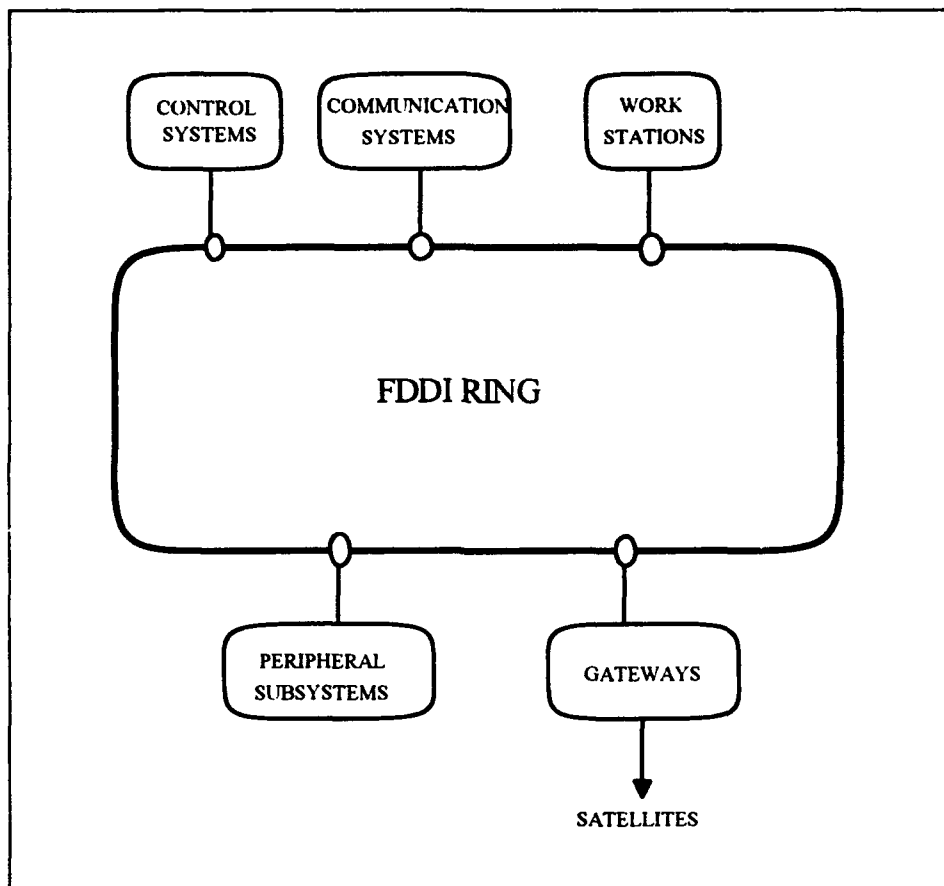 CONTROL
SYSTEMS
COMMUNICATION
SYSTEMS
WORK
STATIONS
FDDI RING
PERIPHERAL
SUBSYSTEMS
GATEWAYS
SATELLITES